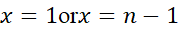 x = 1orx = n − 1